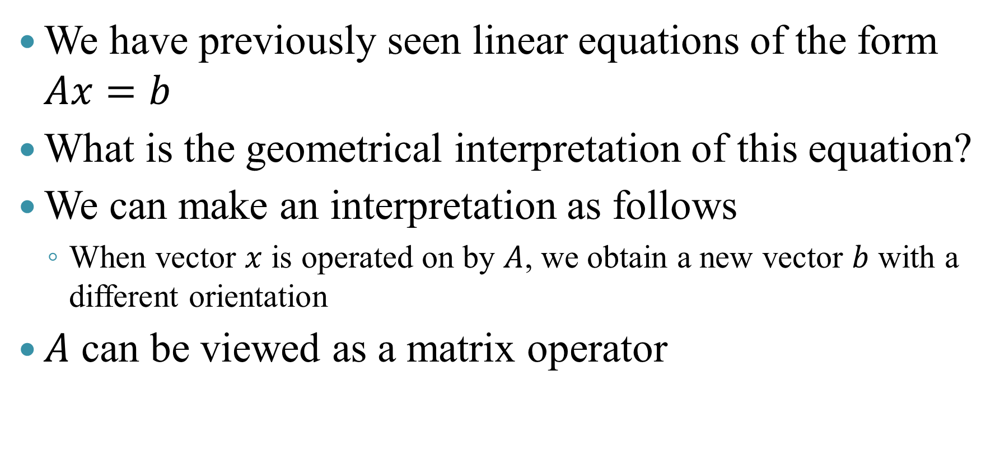 • We have previously seen linear equations of the form
Ax = b
• What is the geometrical interpretation of this equation?
• We can make an interpretation as follows
◦ When vector x is operated on by A, we obtain a new vector b with a
different orientation
• A can be viewed as a matrix operator